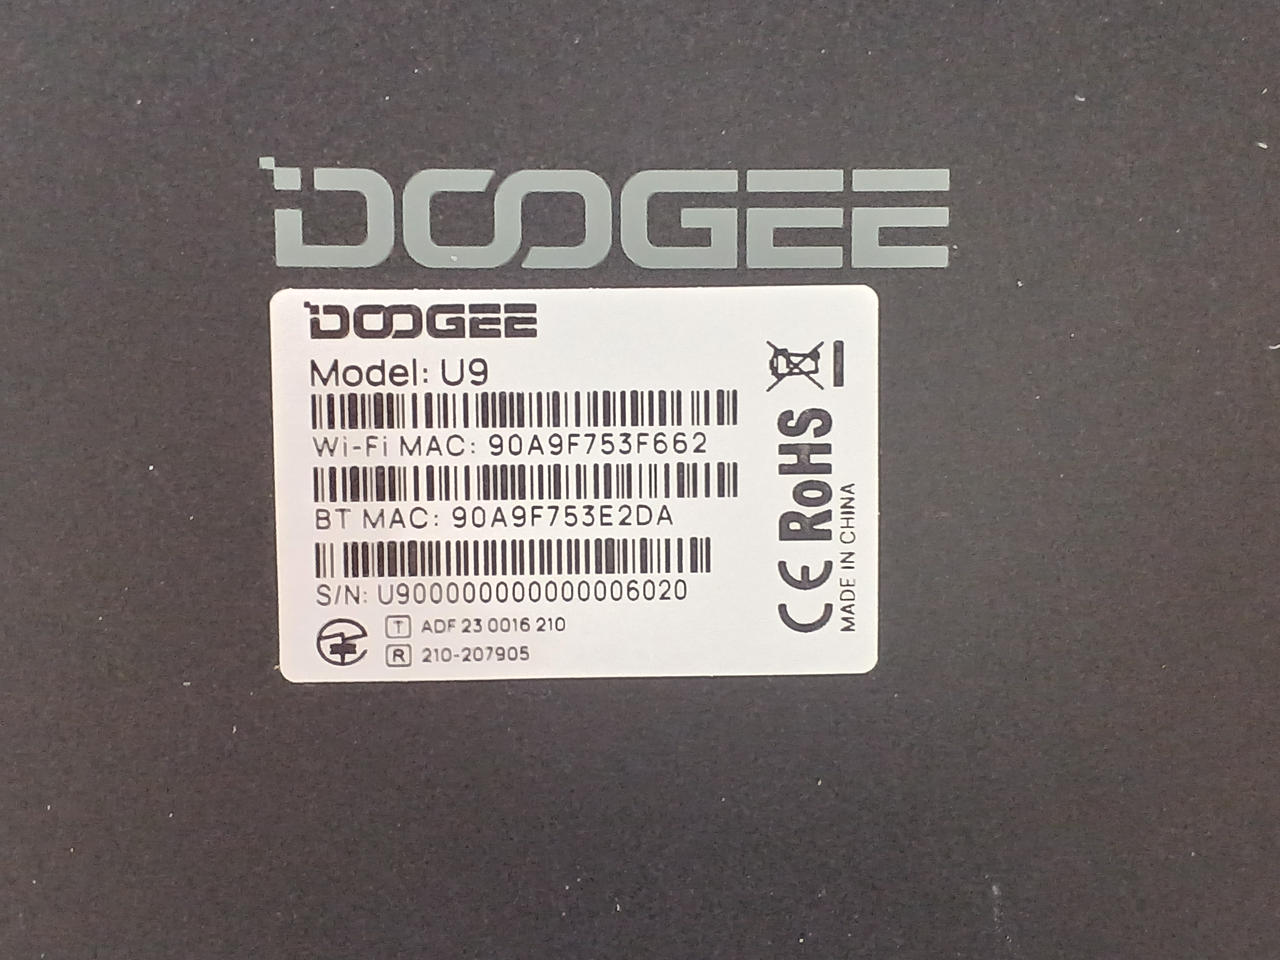 DOOGEE
DOOGEE
Model: U9
Wi-Fi MAC: 90A9F753F662
BT MAC: 90A9F753E2DA
S/N: U900000000000006020
T ADF 23 0016 210
R 210-207905
CE RoHS
MADE IN CHINA